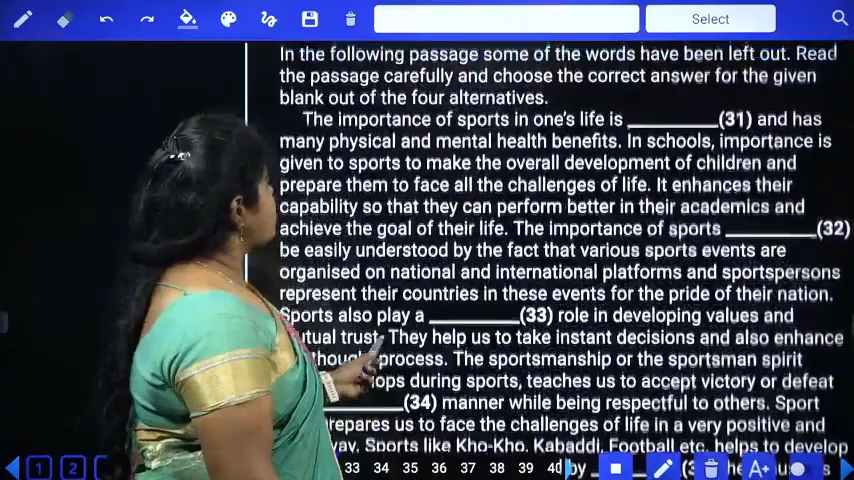 Select
In the following passage some of the words have been left out. Read
the passage carefully and choose the correct answer for the given
blank out of the four alternatives.
The importance of sports in one's life is _________(31) and has
many physical and mental health benefits. In schools, importance is
given to sports to make the overall development of children and
prepare them to face all the challenges of life. It enhances their
capability so that they can perform better in their academics and
achieve the goal of their life. The importance of sports _________(32)
be easily understood by the fact that various sports events are
organised on national and international platforms and sportspersons
represent their countries in these events for the pride of their nation.
Sports also play a _________(33) role in developing values and
trust. They help us to take instant decisions and also enhance
process. The sportsmanship or the sportsman spirit
during sports, teaches us to accept victory or defeat
(34) manner while being respectful to others. Sport
us to face the challenges of life in a very positive and
Sports like Kho-Kho, Kabaddi, Football etc. helps to develop
by
1 2 33 34 35 36 37 38 39 40 A+